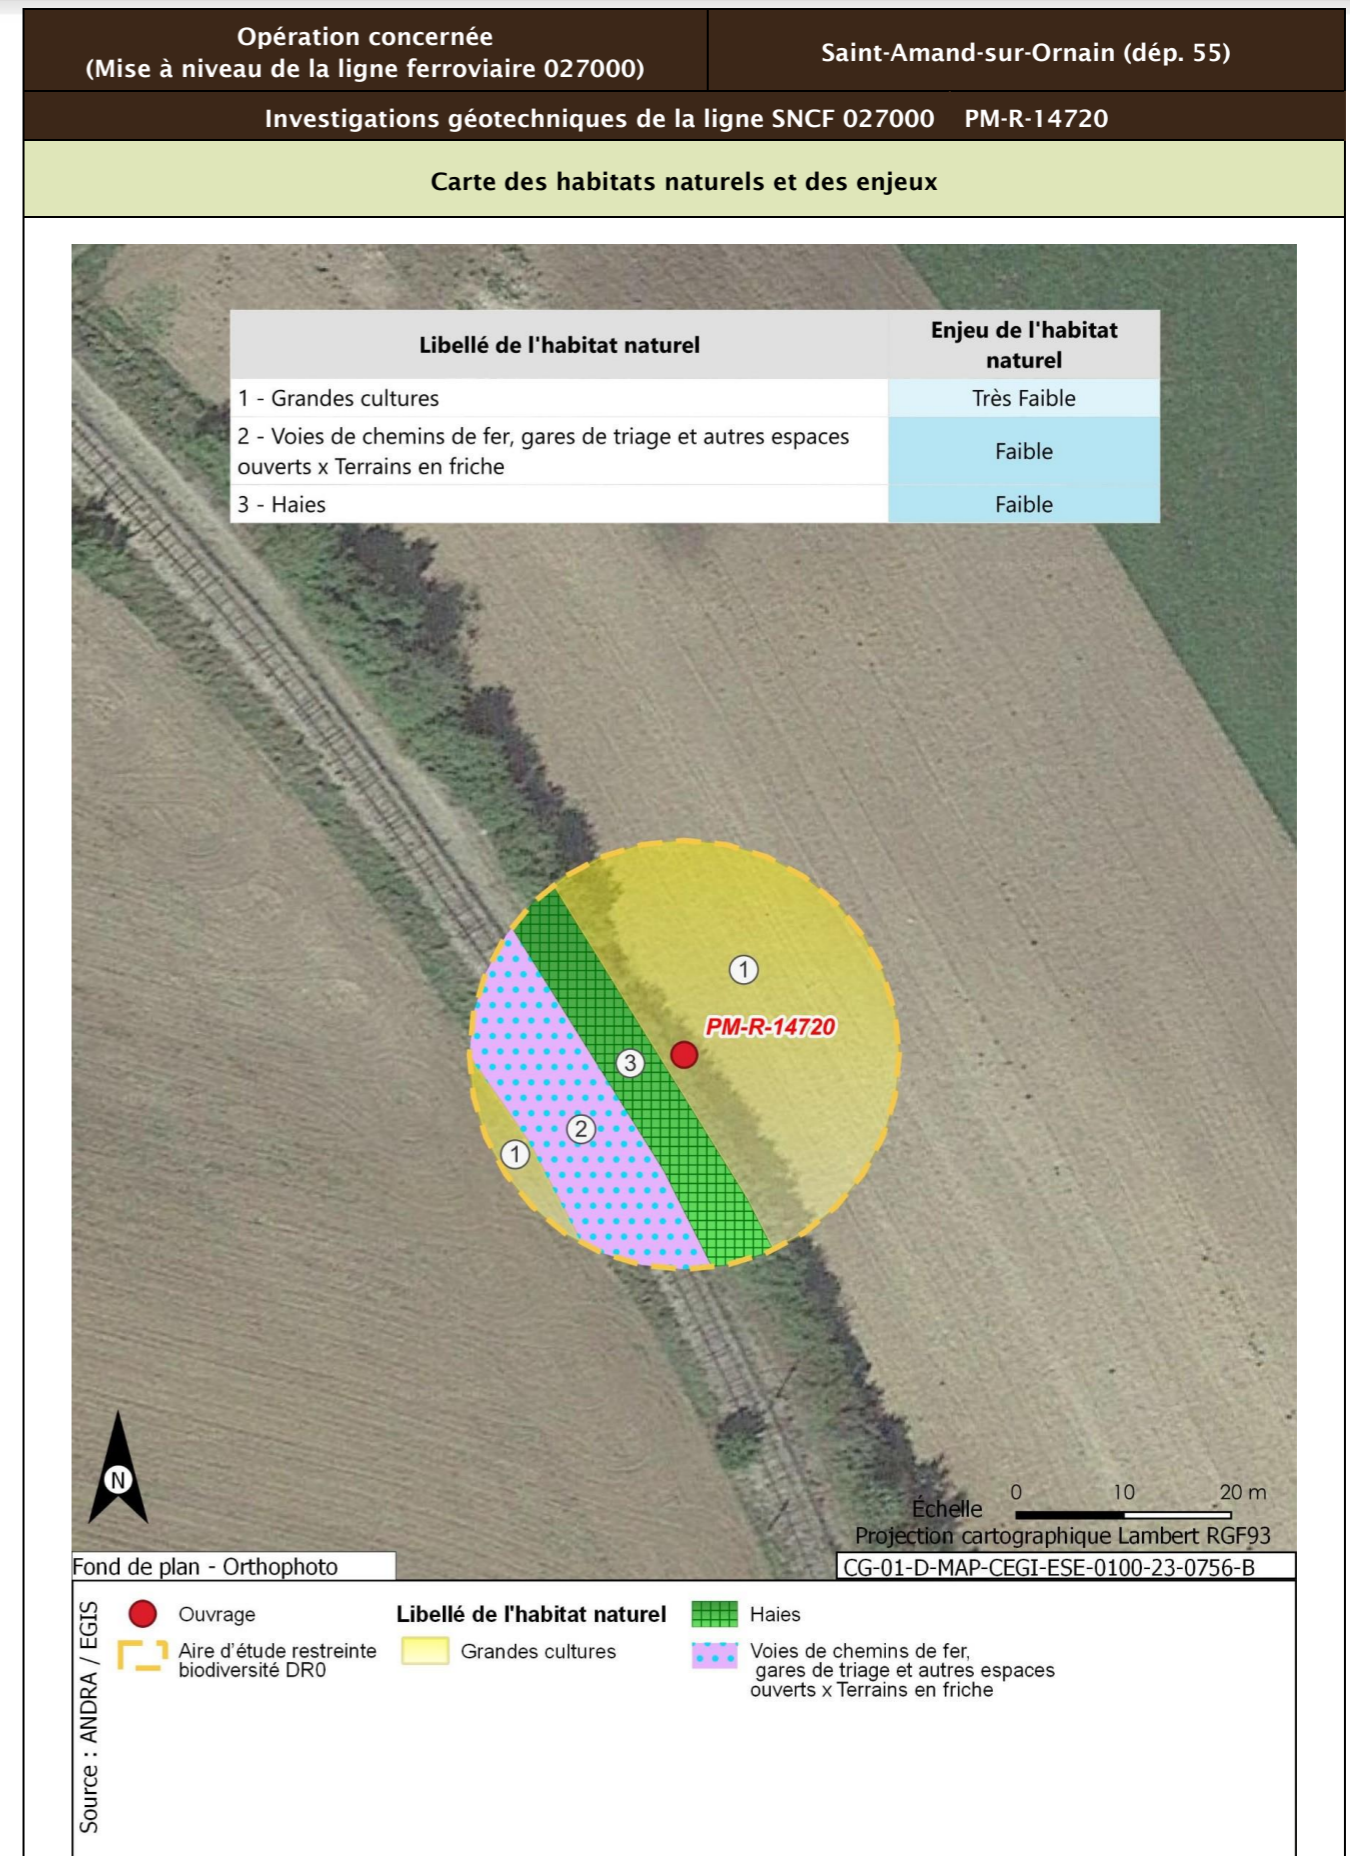 Opération concernée
(Mise à niveau de la ligne ferroviaire 027000)
Saint-Amand-sur-Ornain (dép. 55)
Investigations géotechniques de la ligne SNCF 027000 PM-R-14720
Carte des habitats naturels et des enjeux
Libellé de l'habitat naturel
Enjeu de l'habitat
naturel
1 - Grandes cultures
Très Faible
2 - Voies de chemins de fer, gares de triage et autres espaces
ouverts x Terrains en friche
Faible
3 - Haies
Faible
1
PM-R-14720
3
2
1
N
Échelle
0 10 20 m
Projection cartographique Lambert RGF93
Fond de plan - Orthophoto
CG-01-D-MAP-CEGI-ESE-0100-23-0756-B
Source : ANDRA / EGIS
Ouvrage
Aire d'étude restreinte
biodiversité DR0
Libellé de l'habitat naturel
Grandes cultures
Haies
Voies de chemins de fer,
gares de triage et autres espaces
ouverts x Terrains en friche